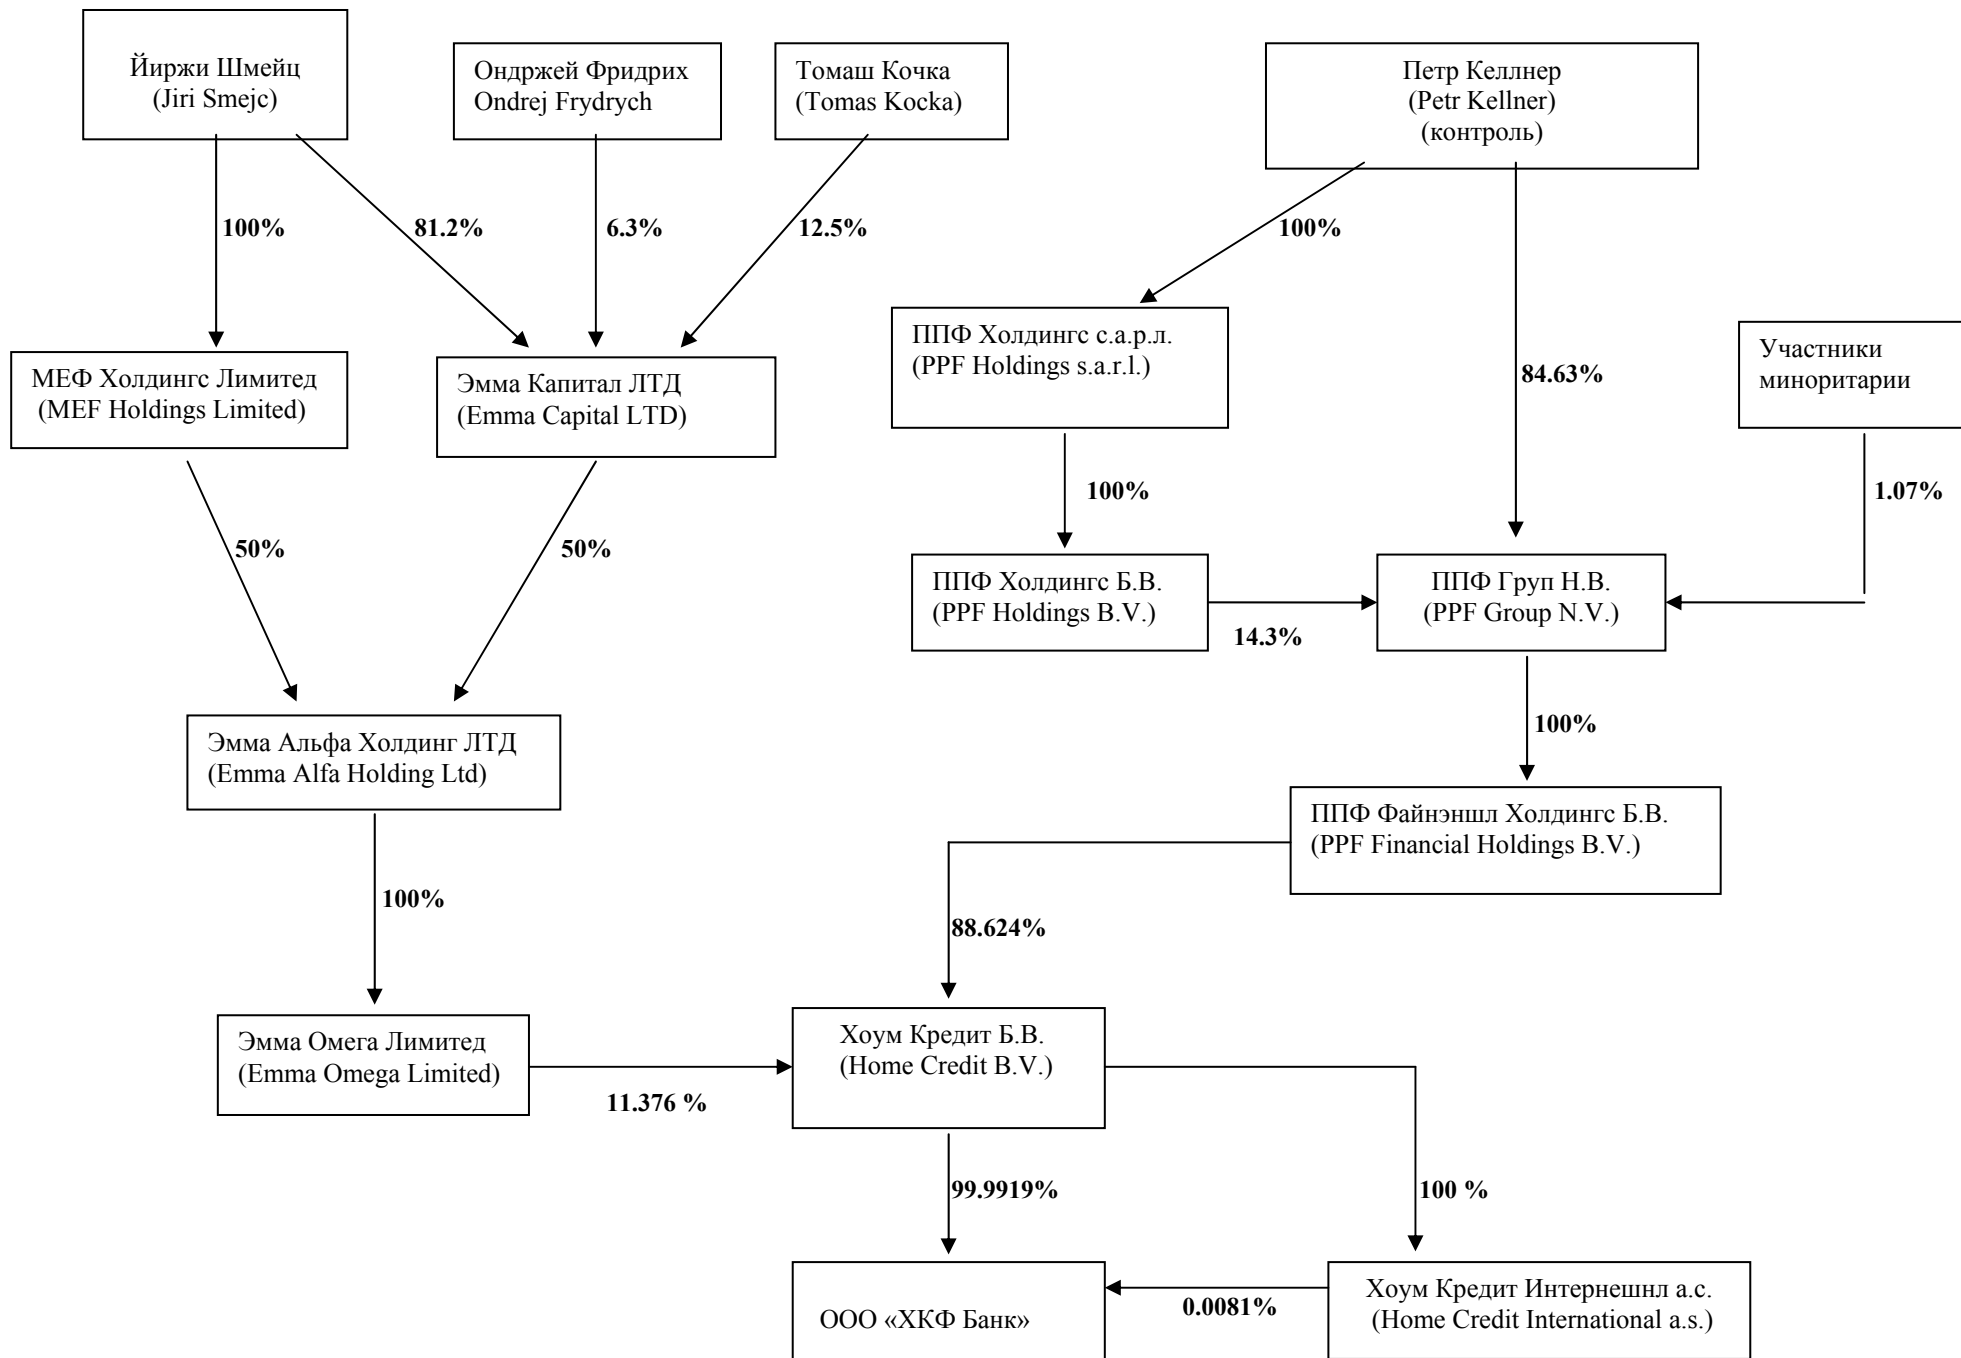 Йиржи Шмейц
(Jiri Smejc)
Ондржей Фридрих
Ondrej Frydrych
Томаш Кочка
(Tomas Kocka)
Петр Келлнер
(Petr Kellner)
(контроль)
100%
81.2%
6.3%
12.5%
100%
84.63%
МЕФ Холдингс Лимитед
(MEF Holdings Limited)
Эмма Капитал ЛТД
(Emma Capital LTD)
ППФ Холдингс с.а.р.л.
(PPF Holdings s.a.r.l.)
Участники
миноритарии
50%
50%
100%
1.07%
ППФ Холдингс Б.В.
(PPF Holdings B.V.)
14.3%
ППФ Груп Н.В.
(PPF Group N.V.)
100%
Эмма Альфа Холдинг ЛТД
(Emma Alfa Holding Ltd)
ППФ Файнэншл Холдингс Б.В.
(PPF Financial Holdings B.V.)
100%
88.624%
Эмма Омега Лимитед
(Emma Omega Limited)
11.376 %
Хоум Кредит Б.В.
(Home Credit B.V.)
99.9919%
100 %
ООО «ХКФ Банк»
0.0081%
Хоум Кредит Интернешнл а.с.
(Home Credit International a.s.)